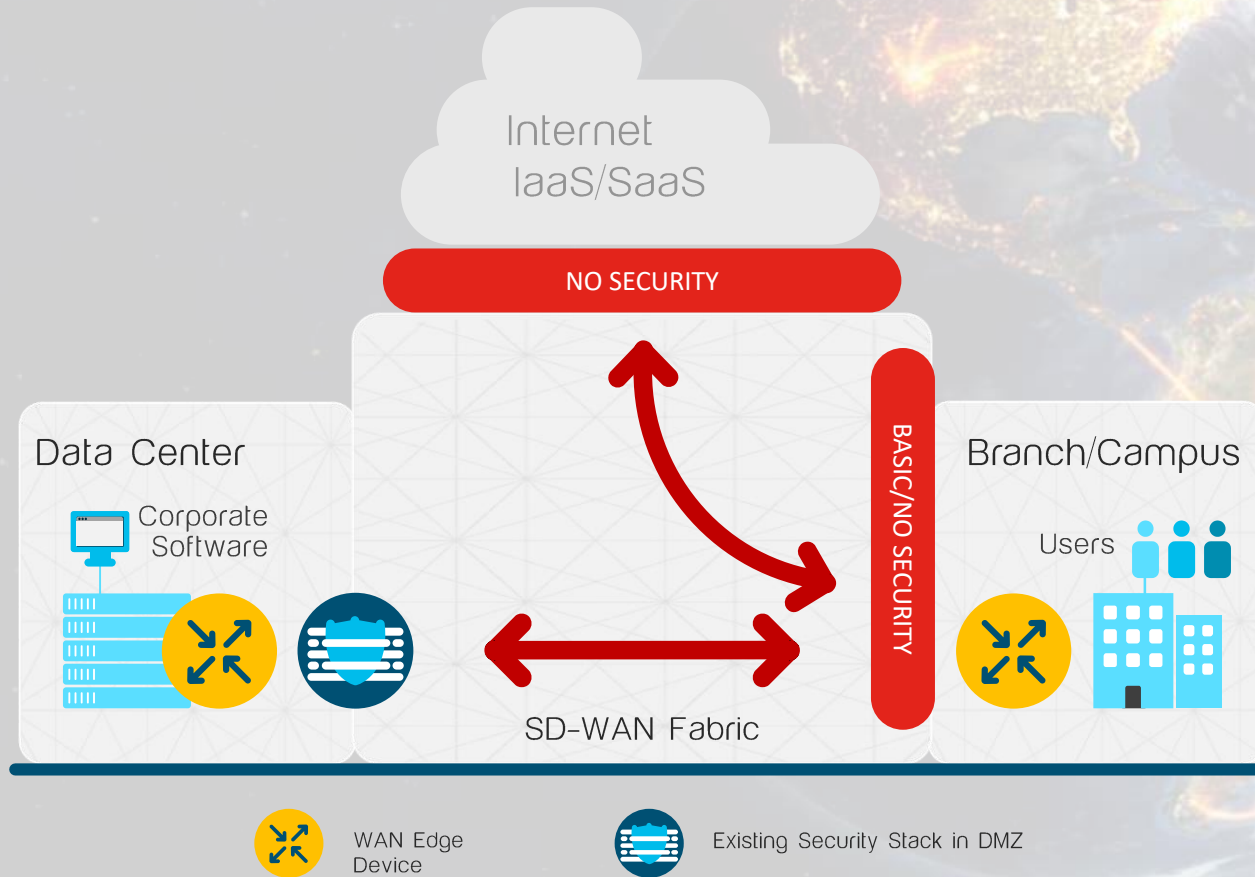 Internet
IaaS/SaaS
NO SECURITY
Data Center
Corporate
Software
BASIC/NO SECURITY
Branch/Campus
Users
SD-WAN Fabric
WAN Edge
Device
Existing Security Stack in DMZ